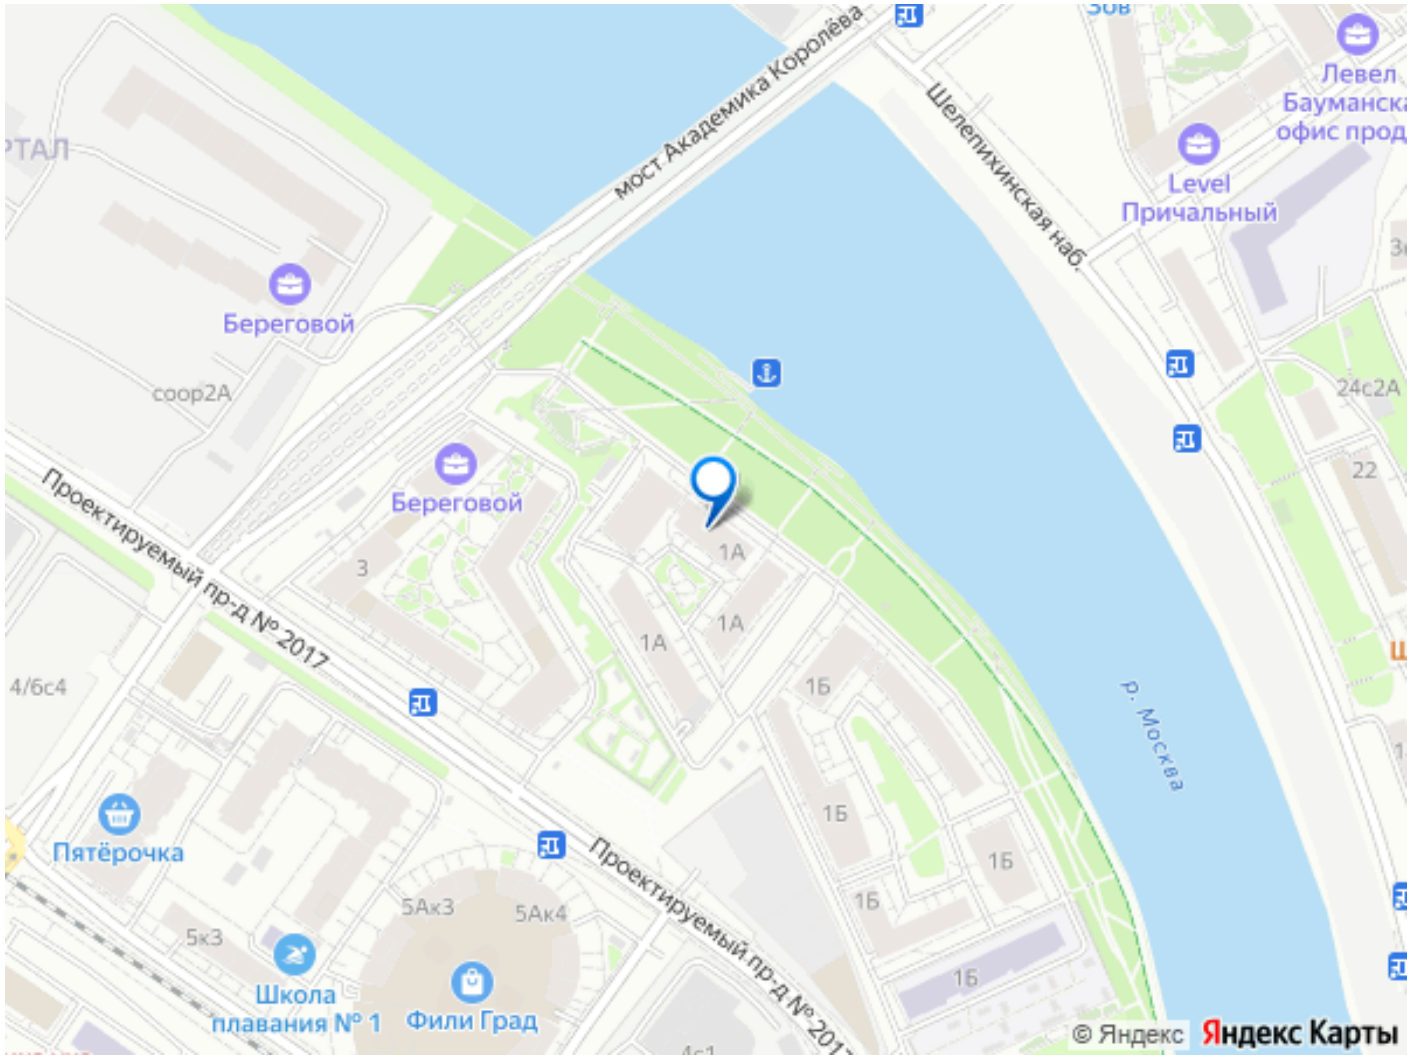 Зов
Левел
Бауманска
офис прод
мост Академика Королёва
Шелепихинская наб.
РТАЛ
Level
Причальный
Береговой
соор2А
24с2А
22
Береговой
3
1А
1А
1А
Проектируемый пр-д № 2017
4/6с4
1Б
р. Москва
1Б
Пятёрочка
1Б
Проектируемый пр-д № 2017
5Ак3
5Ак4
1Б
5к3
1Б
Школа
плавания № 1
Фили Град
4с1
© Яндекс Яндекс Карты